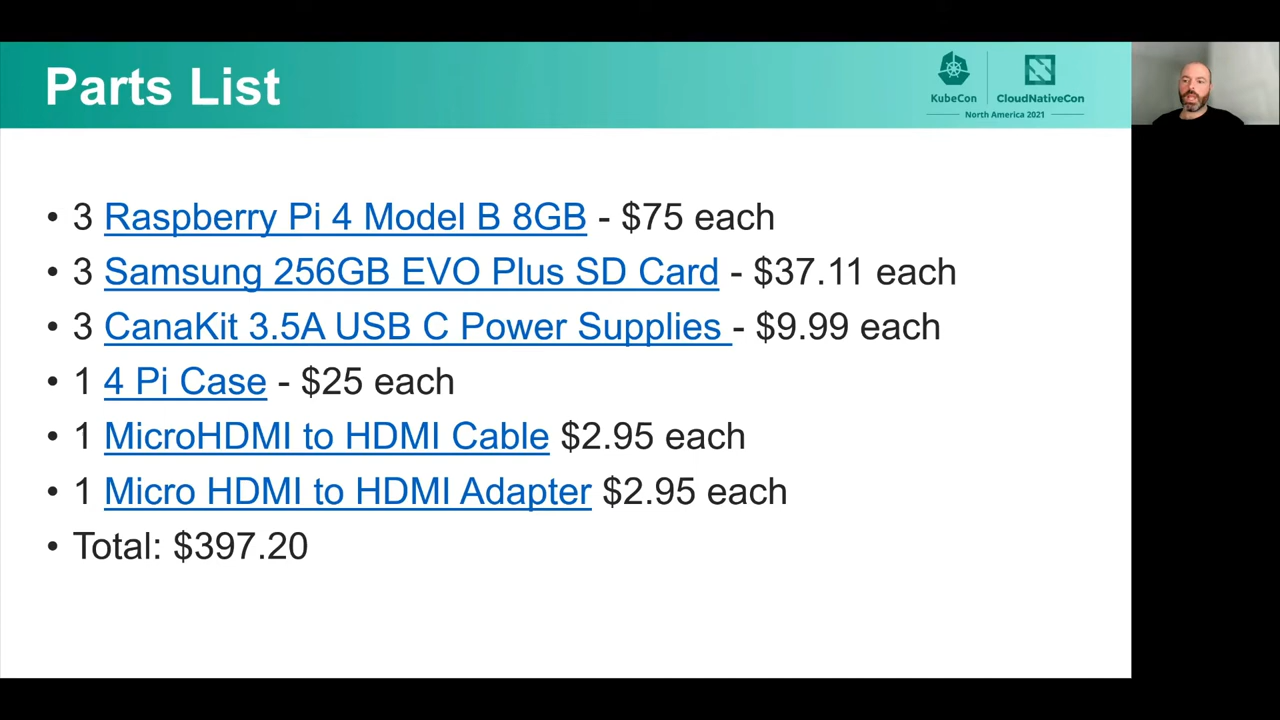 Parts List
KubeCon
CloudNativeCon
North America 2021
• 3 Raspberry Pi 4 Model B 8GB - $75 each
• 3 Samsung 256GB EVO Plus SD Card - $37.11 each
• 3 CanaKit 3.5A USB C Power Supplies - $9.99 each
• 1 4 Pi Case - $25 each
• 1 MicroHDMI to HDMI Cable $2.95 each
• 1 Micro HDMI to HDMI Adapter $2.95 each
• Total: $397.20